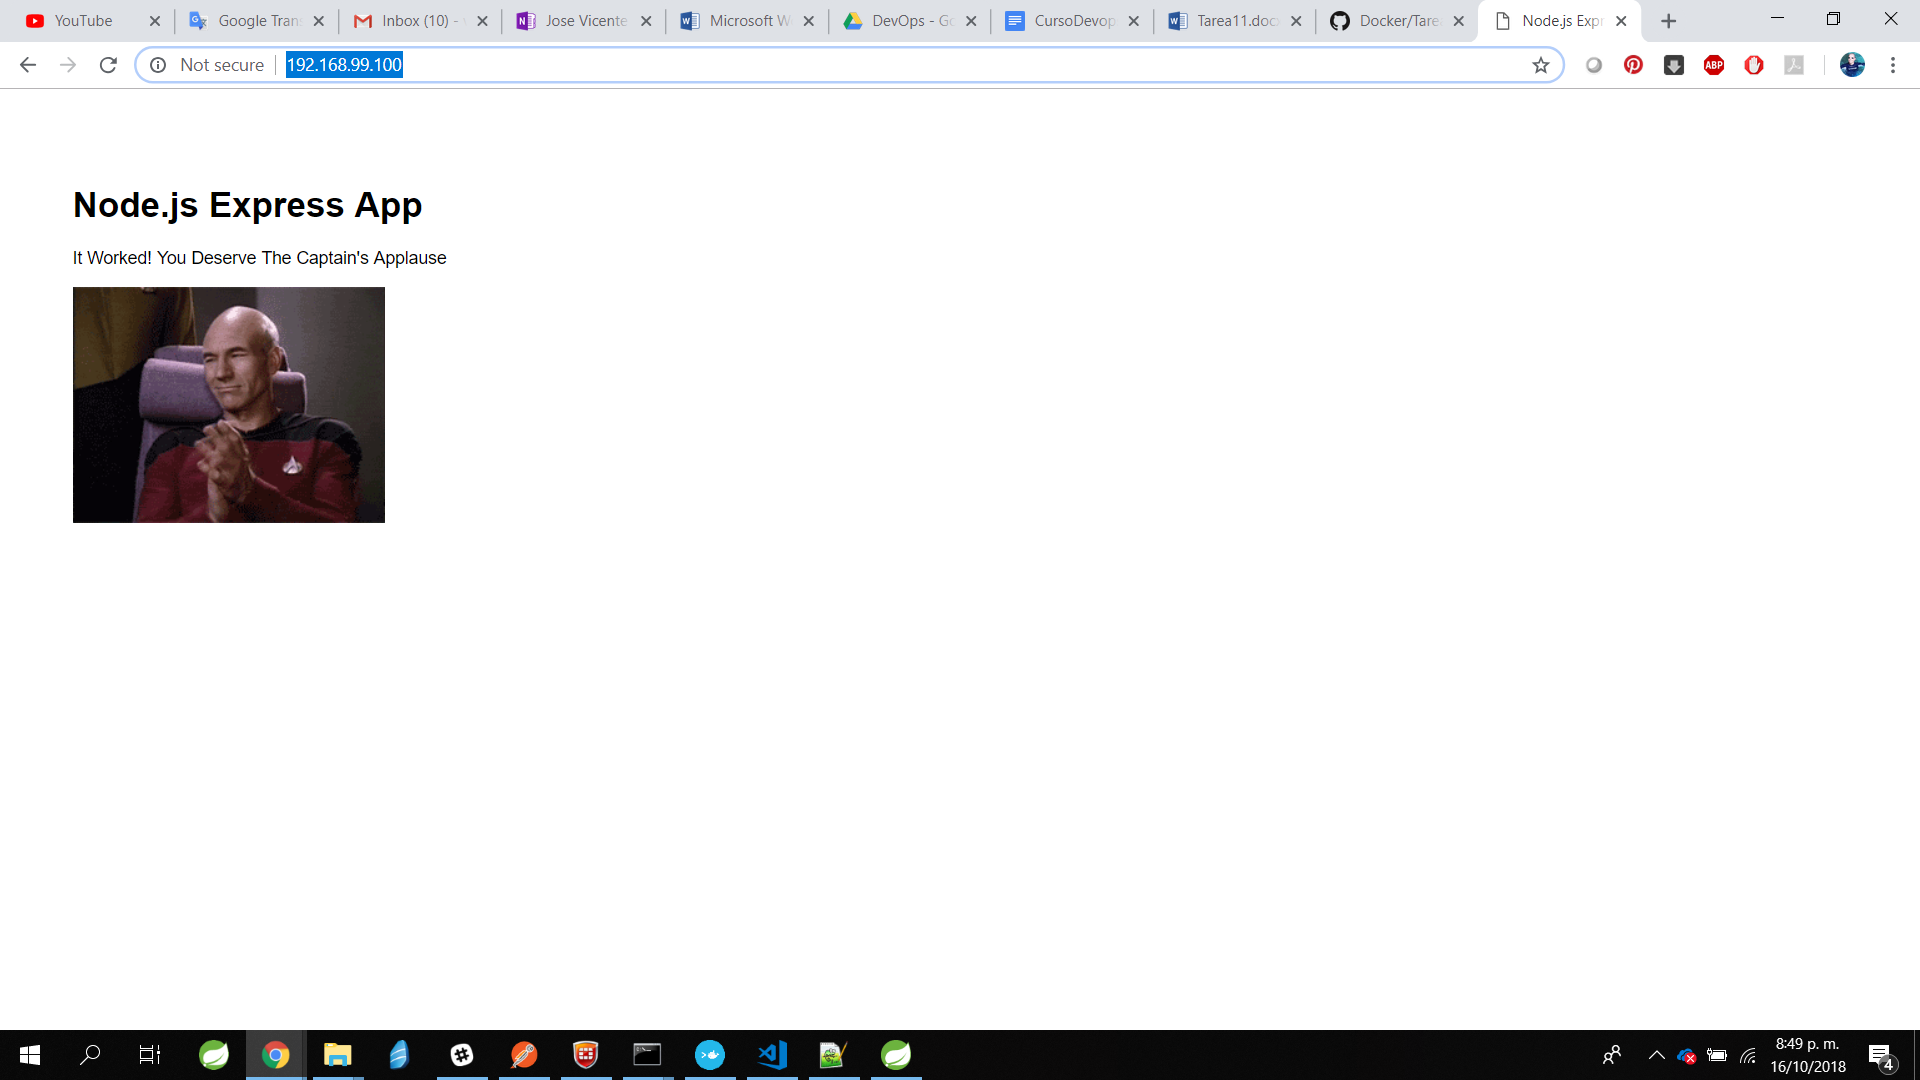 YouTube
Google Tran
Inbox (10) -
Jose Vicente
Microsoft W
DevOps - Go
CursoDevop
Tarea11.doc
Docker/Tare
Node.js Expr
Not secure
192.168.99.100
ABP
Node.js Express App
It Worked! You Deserve The Captain's Applause
8:49 p. m.
16/10/2018
4